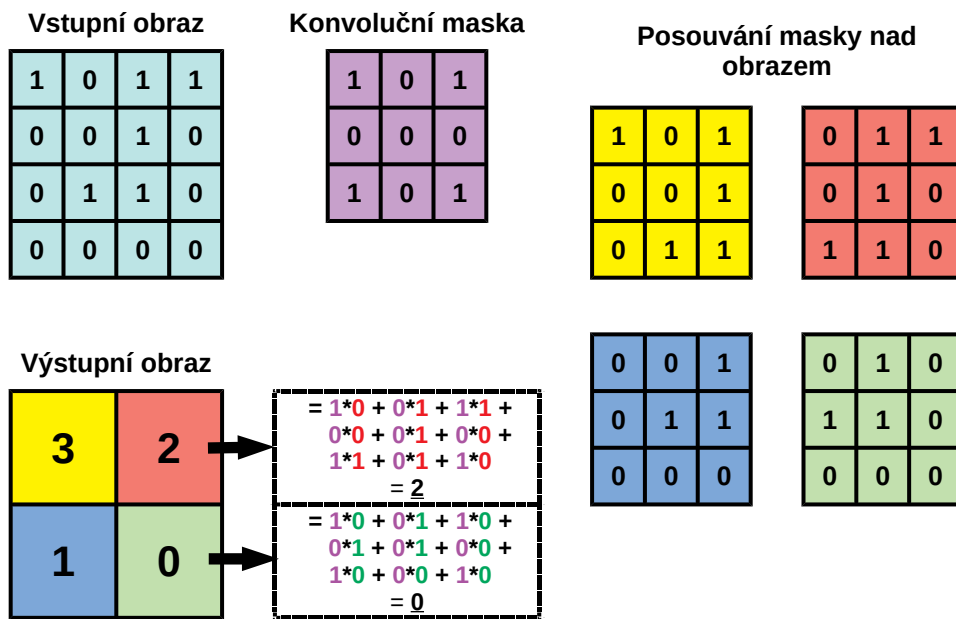 Vstupní obraz
1 0 1 1
0 0 1 0
0 1 1 0
0 0 0 0
Konvoluční maska
1 0 1
0 0 0
1 0 1
Posouvání masky nad
obrazem
1 0 1
0 0 1
0 1 1
0 1 1
0 1 0
1 1 0
0 0 1
0 1 1
0 0 0
0 1 0
1 1 0
0 0 0
Výstupní obraz
3 2
1 0
= 1*0 + 0*1 + 1*1 +
0*0 + 0*1 + 0*0 +
1*1 + 0*1 + 1*0
= 2
= 1*0 + 0*1 + 1*0 +
0*1 + 0*1 + 0*0 +
1*0 + 0*0 + 1*0
= 0